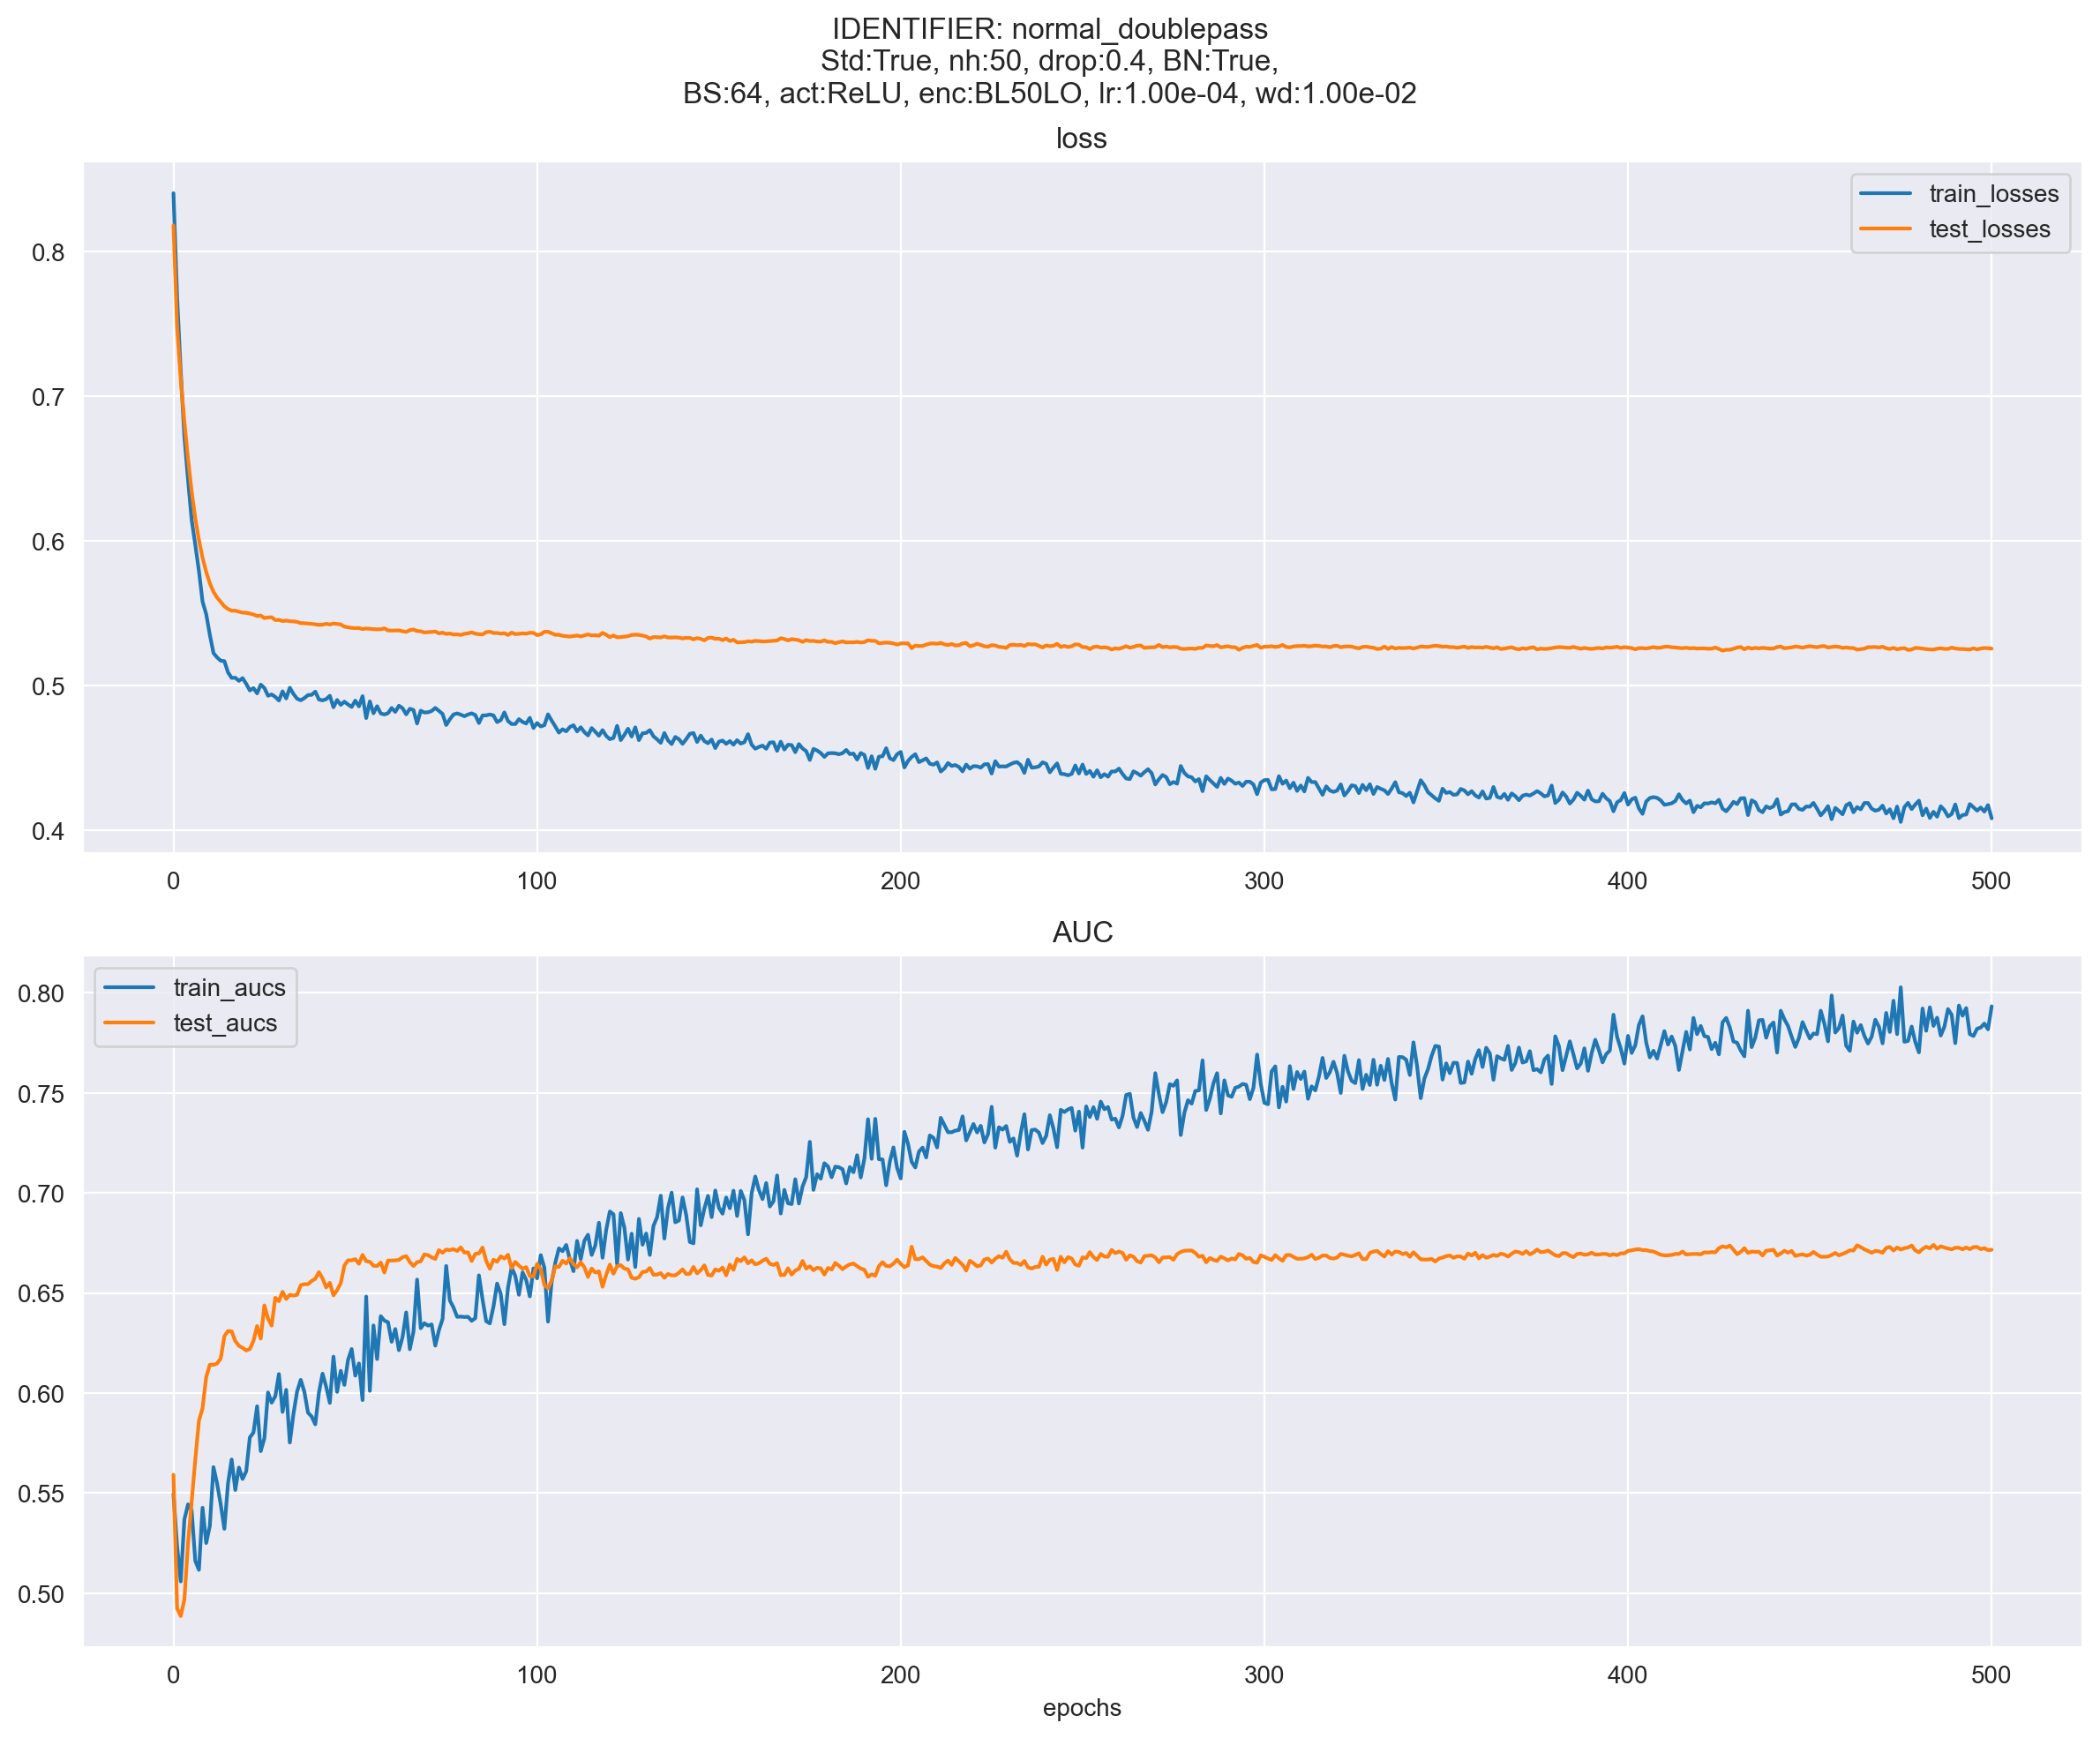 IDENTIFIER: normal_doublepass
Std:True, nh:50, drop:0.4, BN:True,
BS:64, act:ReLU, enc:BL50LO, lr:1.00e-04, wd:1.00e-02
loss
train_losses
test_losses
0.8
0.7
0.6
0.5
0.4
0 100 200 300 400 500
AUC
train_aucs
test_aucs
0.80
0.75
0.70
0.65
0.60
0.55
0.50
0 100 200 300 400 500
epochs